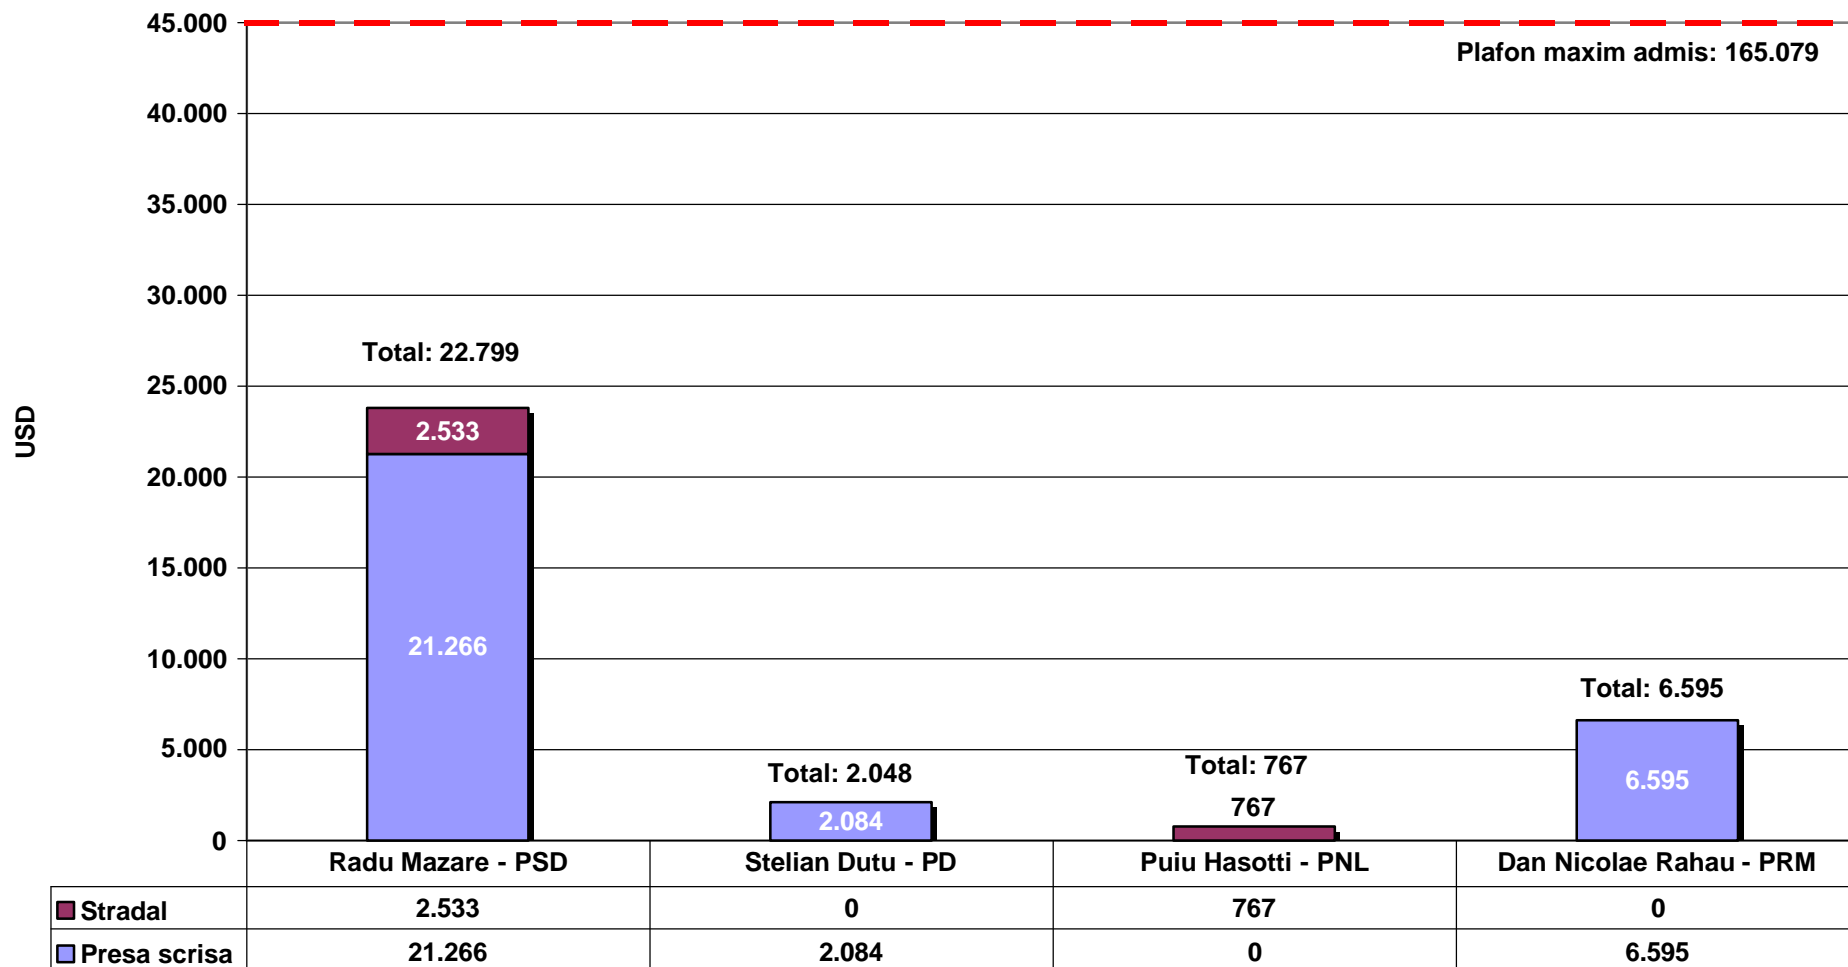 45.000
Plafon maxim admis: 165.079
40.000
35.000
30.000
Total: 22.799
25.000
USD
2.533
20.000
15.000
21.266
10.000
Total: 6.595
5.000
Total: 2.048
Total: 767
6.595
767
2.084
0
Radu Mazare - PSD Stelian Dutu - PD Puiu Hasotti - PNL Dan Nicolae Rahau - PRM
Stradal 2.533 0 767 0
Presa scrisa 21.266 2.084 0 6.595